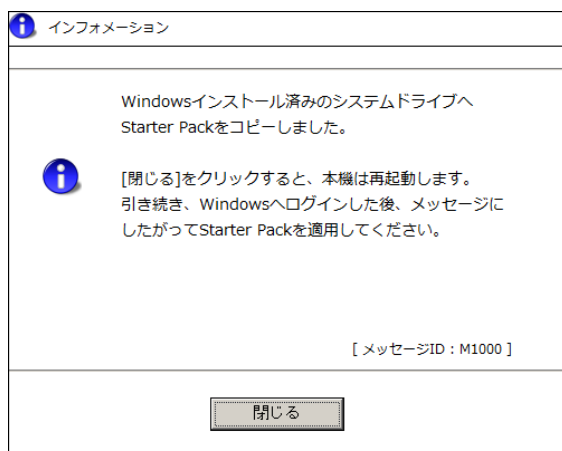 インフォメーション
Windowsインストール済みのシステムドライブへ
Starter Packをコピーしました。
[閉じる]をクリックすると、本機は再起動します。
引き続き、Windowsへログインした後、メッセージに
したがってStarter Packを適用してください。
[ メッセージID : M1000 ]
閉じる